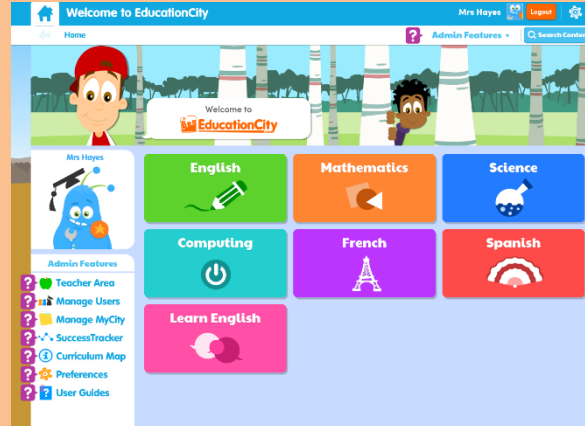 Welcome to EducationCity
Mrs Hayes
Logout
Home
? Admin Features
Search Conten
Welcome to
EducationCity
Mrs Hayes
English
Mathematics
Science
Computing
French
Spanish
Learn English
Admin Features
? Teacher Area
? Manage Users
? Manage MyCity
? SuccessTracker
? Curriculum Map
? Preferences
? ? User Guides